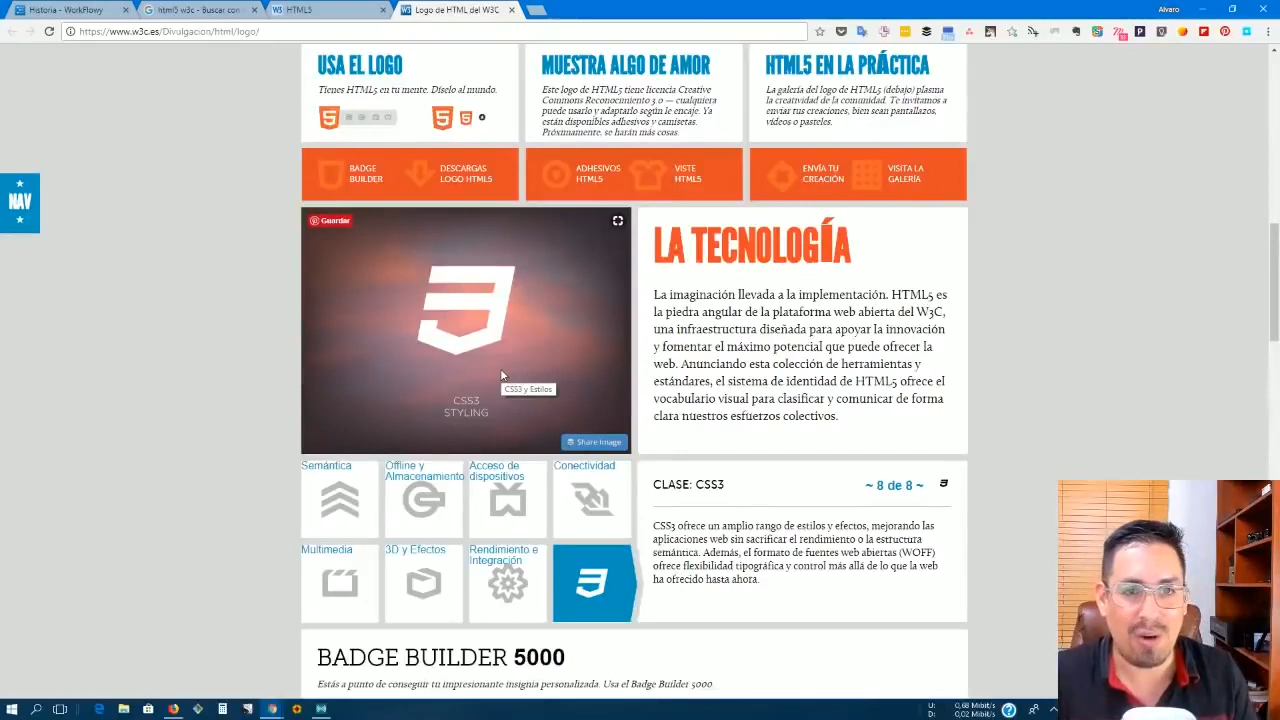 Historia - WorkFlowy
html5 w3c - Buscar con
HTML5
Logo de HTML del W3C
Alvaro
https://www.w3c.es/Divulgacion/html/logo/
USA EL LOGO
Tienes HTML5 en tu mente. Díselo al mundo.
MUESTRA ALGO DE AMOR
Este logo de HTML5 tiene licencia Creative
Commons Reconocimiento 3.0 — cualquiera
puede usarlo y adaptarlo según le encaje. Ya
están disponibles adhesivos y camisetas.
Próximamente, se harán más cosas.
HTML5 EN LA PRÁCTICA
La galería del logo de HTML5 (debajo) plasma
la creatividad de la comunidad. Te invitamos a
enviar tus creaciones, bien sean pantallazos,
vídeos o pasteles.
BADGE
BUILDER
DESCARGAS
LOGO HTML5
ADHESIVOS
HTML5
VISTE
HTML5
ENVÍA TU
CREACIÓN
VISITA LA
GALERÍA
NAV
Guardar
CSS3 y Estilos
CSS3
STYLING
Share Image
LA TECNOLOGÍA
La imaginación llevada a la implementación. HTML5 es
la piedra angular de la plataforma web abierta del W3C,
una infraestructura diseñada para apoyar la innovación
y fomentar el máximo potencial que puede ofrecer la
web. Anunciando esta colección de herramientas y
estándares, el sistema de identidad de HTML5 ofrece el
vocabulario visual para clasificar y comunicar de forma
clara nuestros esfuerzos colectivos.
Semántica
Offline y
Almacenamiento
Acceso de
dispositivos
Conectividad
Multimedia
3D y Efectos
Rendimiento e
Integración
CLASE: CSS3
~ 8 de 8 ~
CSS3 ofrece un amplio rango de estilos y efectos, mejorando las
aplicaciones web sin sacrificar el rendimiento o la estructura
semántica. Además, el formato de fuentes web abiertas (WOFF)
ofrece flexibilidad tipográfica y control más allá de lo que la web
ha ofrecido hasta ahora.
BADGE BUILDER 5000
Estás a punto de conseguir tu impresionante insignia personalizada. Usa el Badge Builder 5000
U: 0,68 Mibit/s
D: 0,02 Mibit/s